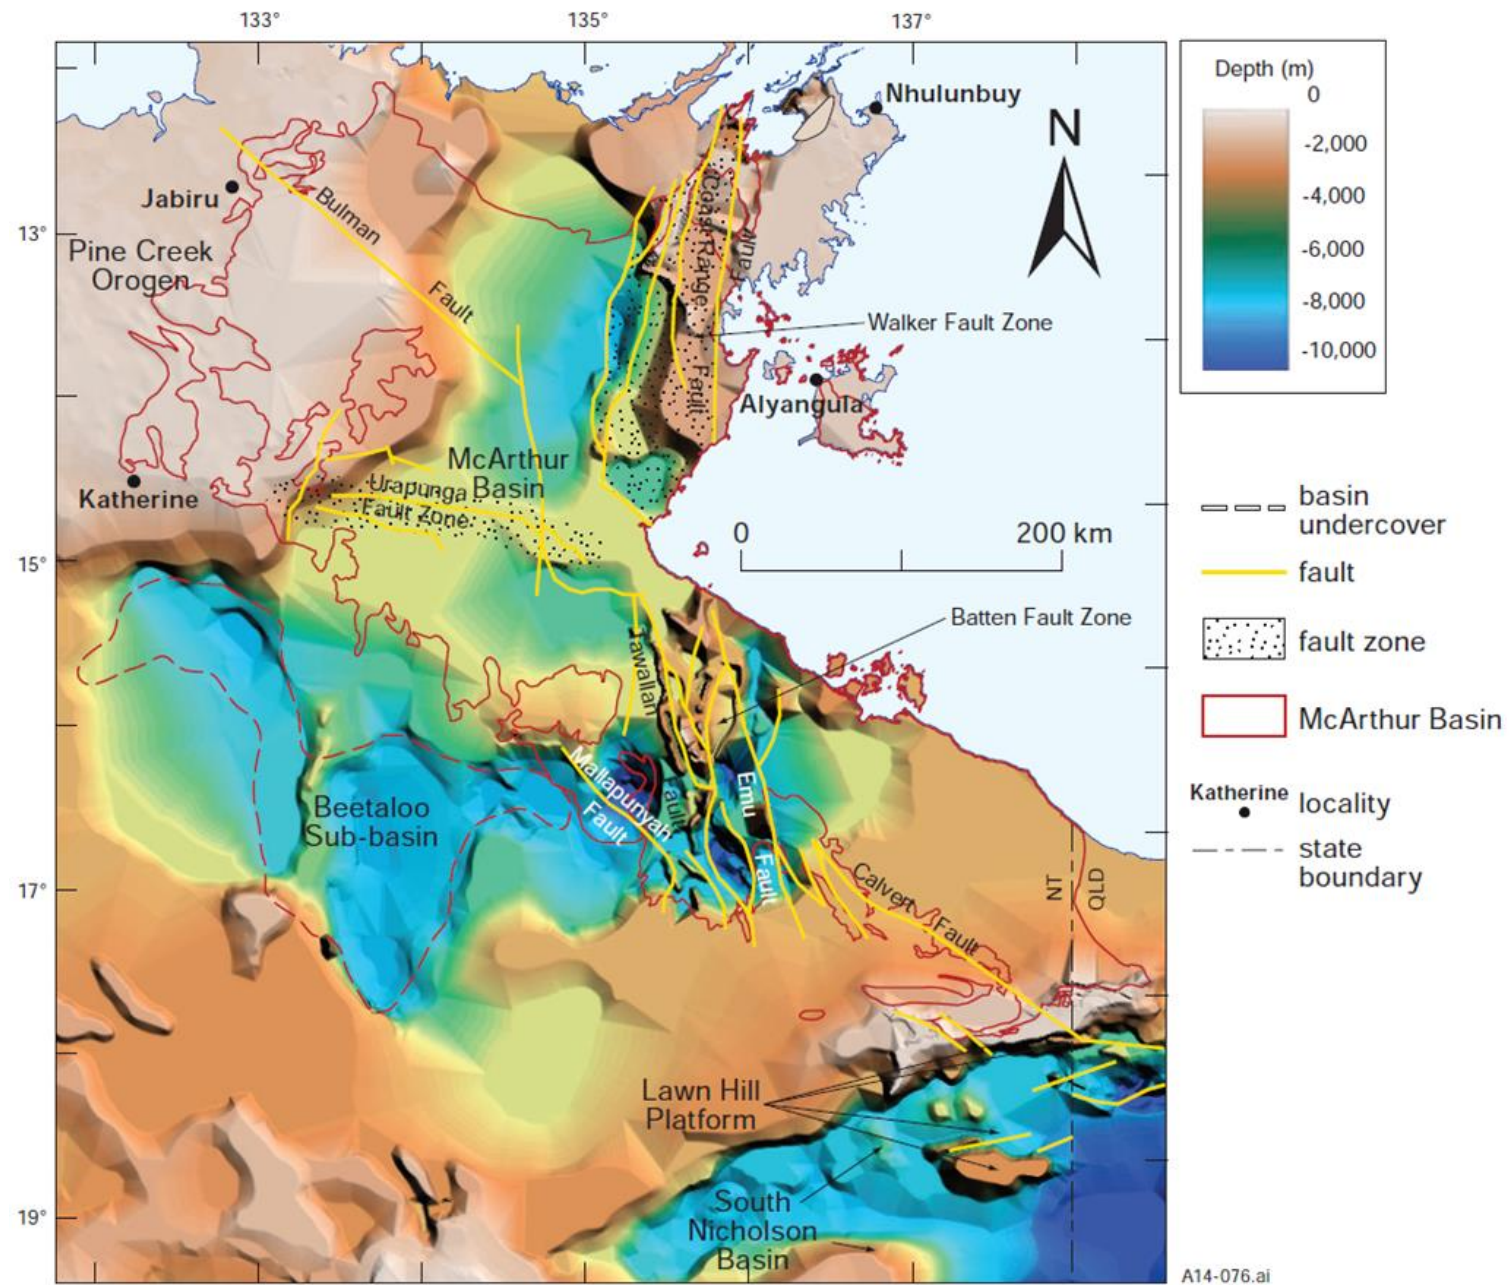 133°
135°
137°
Depth (m)
0
-2,000
-4,000
-6,000
-8,000
-10,000
Nhulunbuy
N
Jabiru
Bulman
Fault
Coast Range
Fault
Fault
13°
Pine Creek
Orogen
Walker Fault Zone
Alyangula
McArthur
Basin
Urapunga
Fault Zone
Katherine
0
200 km
15°
Batten Fault Zone
Tawallah
Fault
Mallapunyah
Fault
Emu
Fault
Beetaloo
Sub-basin
17°
Calvert
Fault
NT
QLD
Lawn Hill
Platform
South
Nicholson
Basin
19°
basin
undercover
fault
fault zone
McArthur Basin
Katherine
locality
state
boundary
A14-076.ai